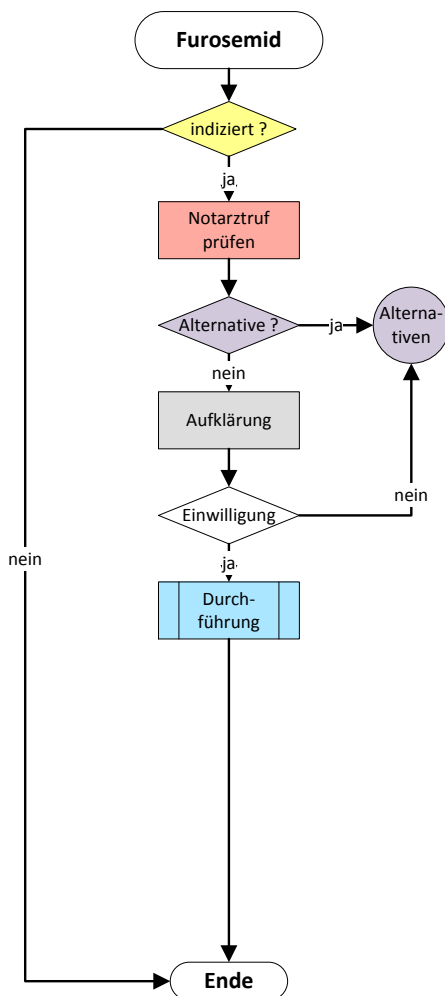 Furosemid
indiziert ?
ja
Notarztruf
prüfen
Alternative ?
ja
Alterna-
tiven
nein
Aufklärung
Einwilligung
nein
nein
ja
Durch-
führung
Ende